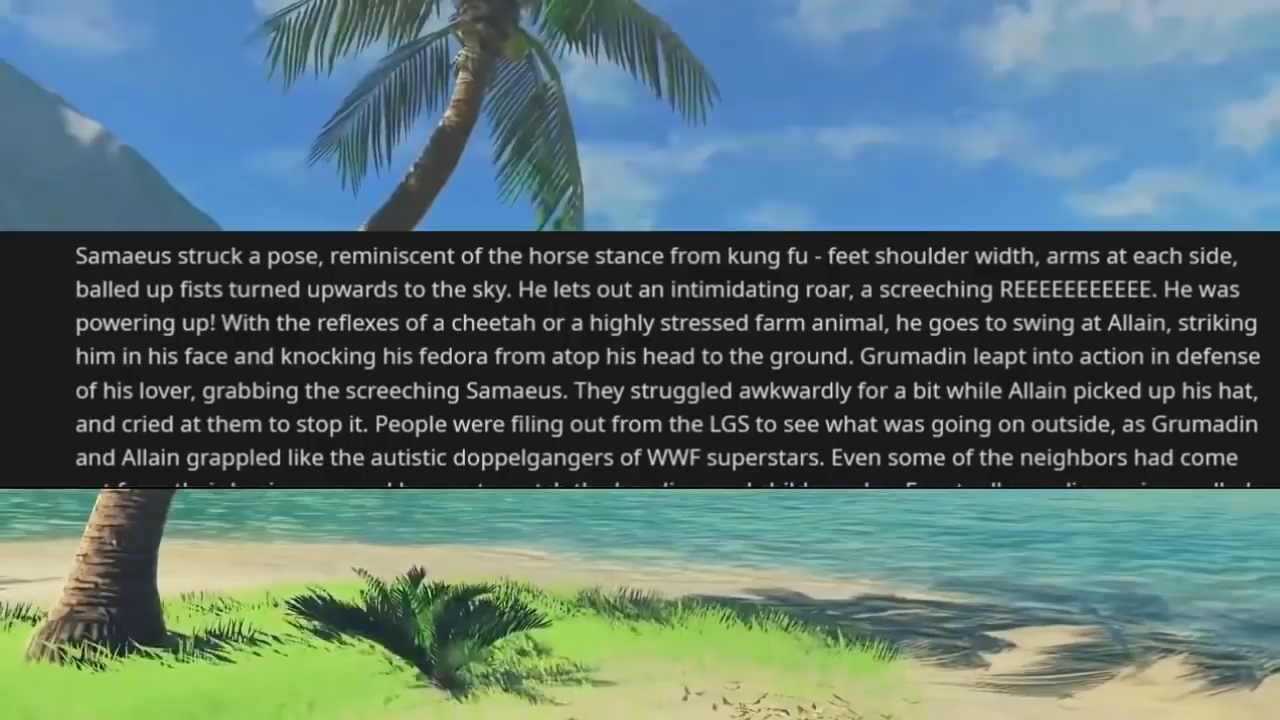 Samaeus struck a pose, reminiscent of the horse stance from kung fu - feet shoulder width, arms at each side,
balled up fists turned upwards to the sky. He lets out an intimidating roar, a screeching REEEEEEEEEEE. He was
powering up! With the reflexes of a cheetah or a highly stressed farm animal, he goes to swing at Allain, striking
him in his face and knocking his fedora from atop his head to the ground. Grumadin leapt into action in defense
of his lover, grabbing the screeching Samaeus. They struggled awkwardly for a bit while Allain picked up his hat,
and cried at them to stop it. People were filing out from the LGS to see what was going on outside, as Grumadin
and Allain grappled like the autistic doppelgangers of WWF superstars. Even some of the neighbors had come